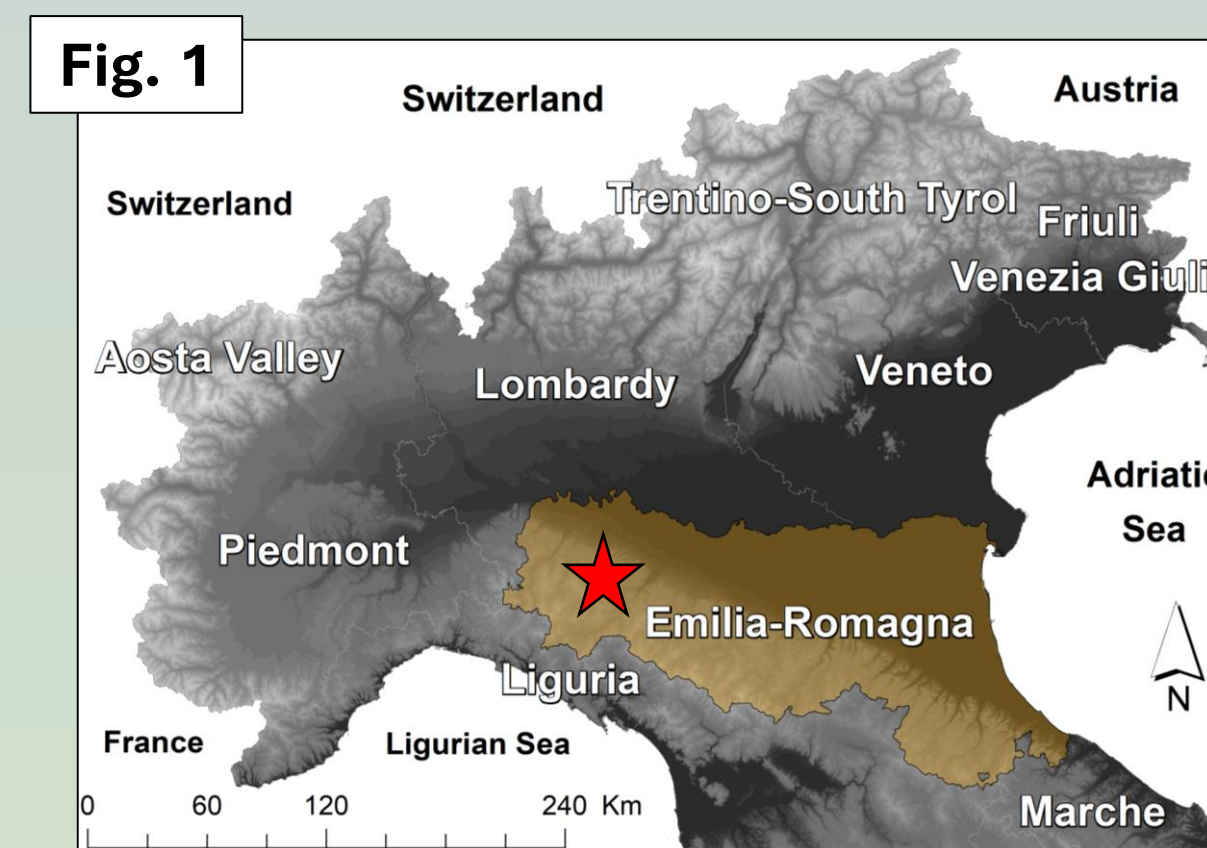 Fig. 1
Switzerland
Austria
Switzerland
Trentino-South Tyrol
Friuli
Venezia Giuli
Aosta Valley
Lombardy
Veneto
Adriatic
Sea
Piedmont
Emilia-Romagna
Liguria
N
France
Ligurian Sea
0 60 120 240 Km
Marche